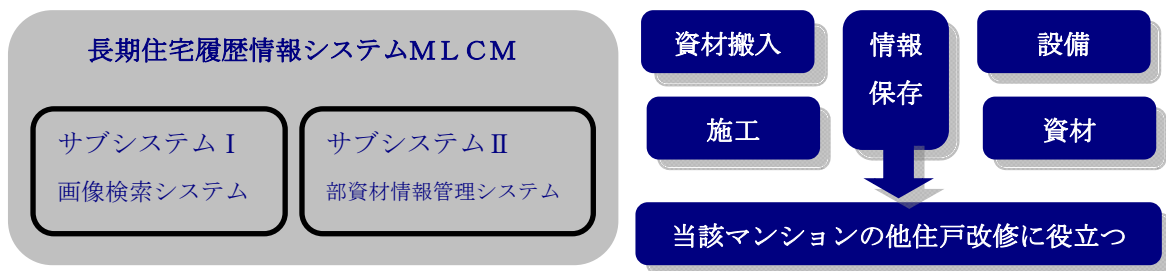 長期住宅履歴情報システムＭＬＣＭ
サブシステムⅠ
画像検索システム
サブシステムⅡ
部資材情報管理システム
資材搬入
施工
情報
保存
設備
資材
当該マンションの他住戸改修に役立つ